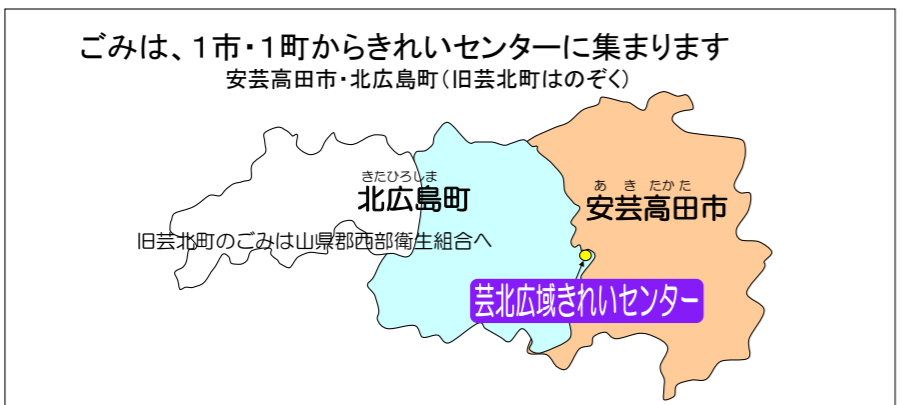 ごみは、1市・1町からきれいセンターに集まります
安芸高田市・北広島町(旧芸北町はのぞく)
きたひろしま
北広島町
あ き たかた
安芸高田市
旧芸北町のごみは山県郡西部衛生組合へ
芸北広域きれいセンター